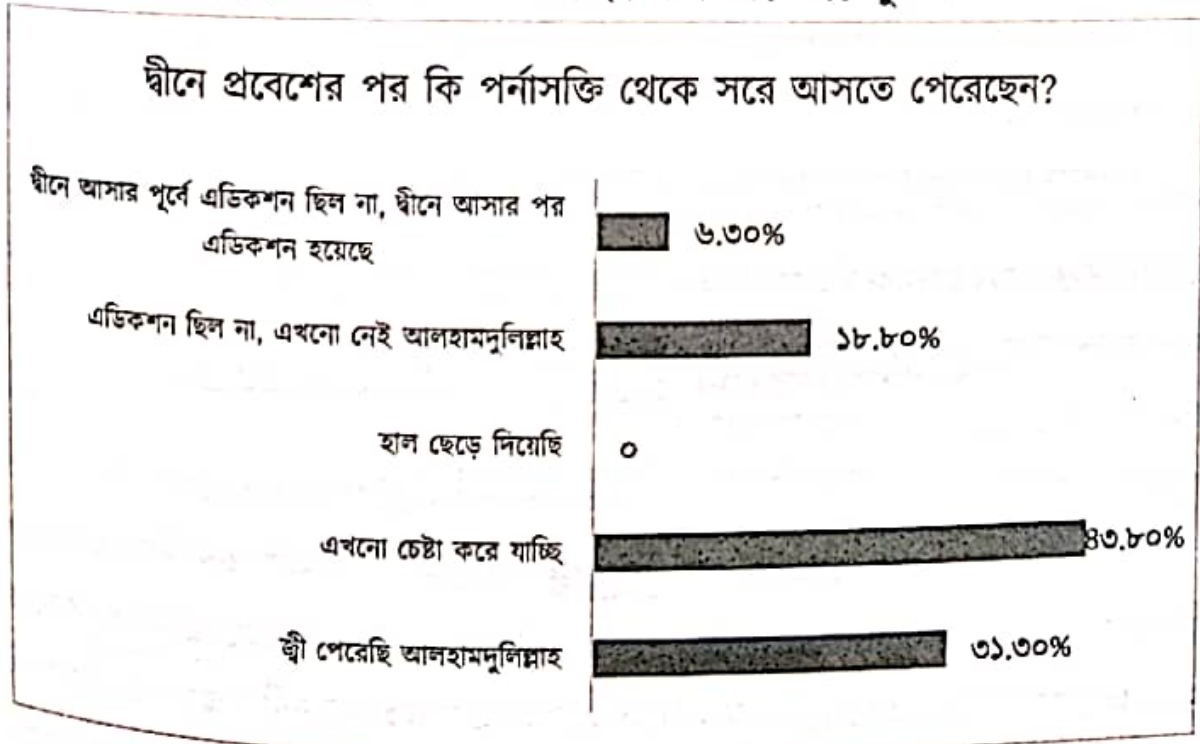 দ্বীনে প্রবেশের পর কি পর্নাসক্তি থেকে সরে আসতে পেরেছেন?
দ্বীনে আসার পূর্বে এডিকশন ছিল না, দ্বীনে আসার পর
এডিকশন হয়েছে
৬.৩০%
এডিকশন ছিল না, এখনো নেই আলহামদুলিল্লাহ
১৮.৮০%
হাল ছেড়ে দিয়েছি
০
এখনো চেষ্টা করে যাচ্ছি
৪৩.৮০%
জ্বী পেরেছি আলহামদুলিল্লাহ
৩১.৩০%